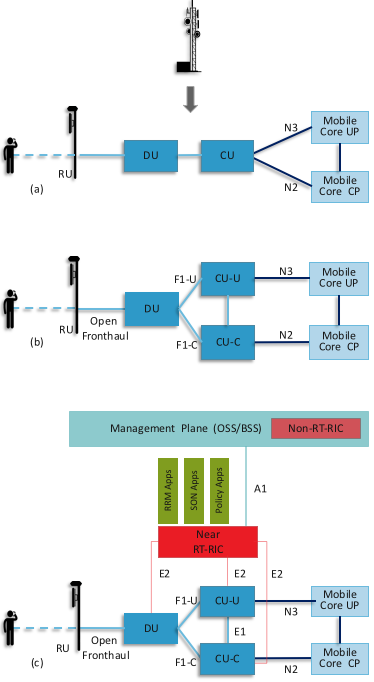 N3
Mobile
Core UP
DU
CU
RU
N2
Mobile
Core CP
(a)
F1-U
CU-U
N3
Mobile
Core UP
DU
RU
Open
Fronthaul
F1-C
CU-C
N2
Mobile
Core CP
(b)
Management Plane (OSS/BSS)
Non-RT-RIC
RRM Apps
SON Apps
Policy Apps
A1
Near
RT-RIC
E2
E2
E2
F1-U
CU-U
N3
Mobile
Core UP
DU
E1
RU
Open
Fronthaul
F1-C
CU-C
N2
Mobile
Core CP
(c)